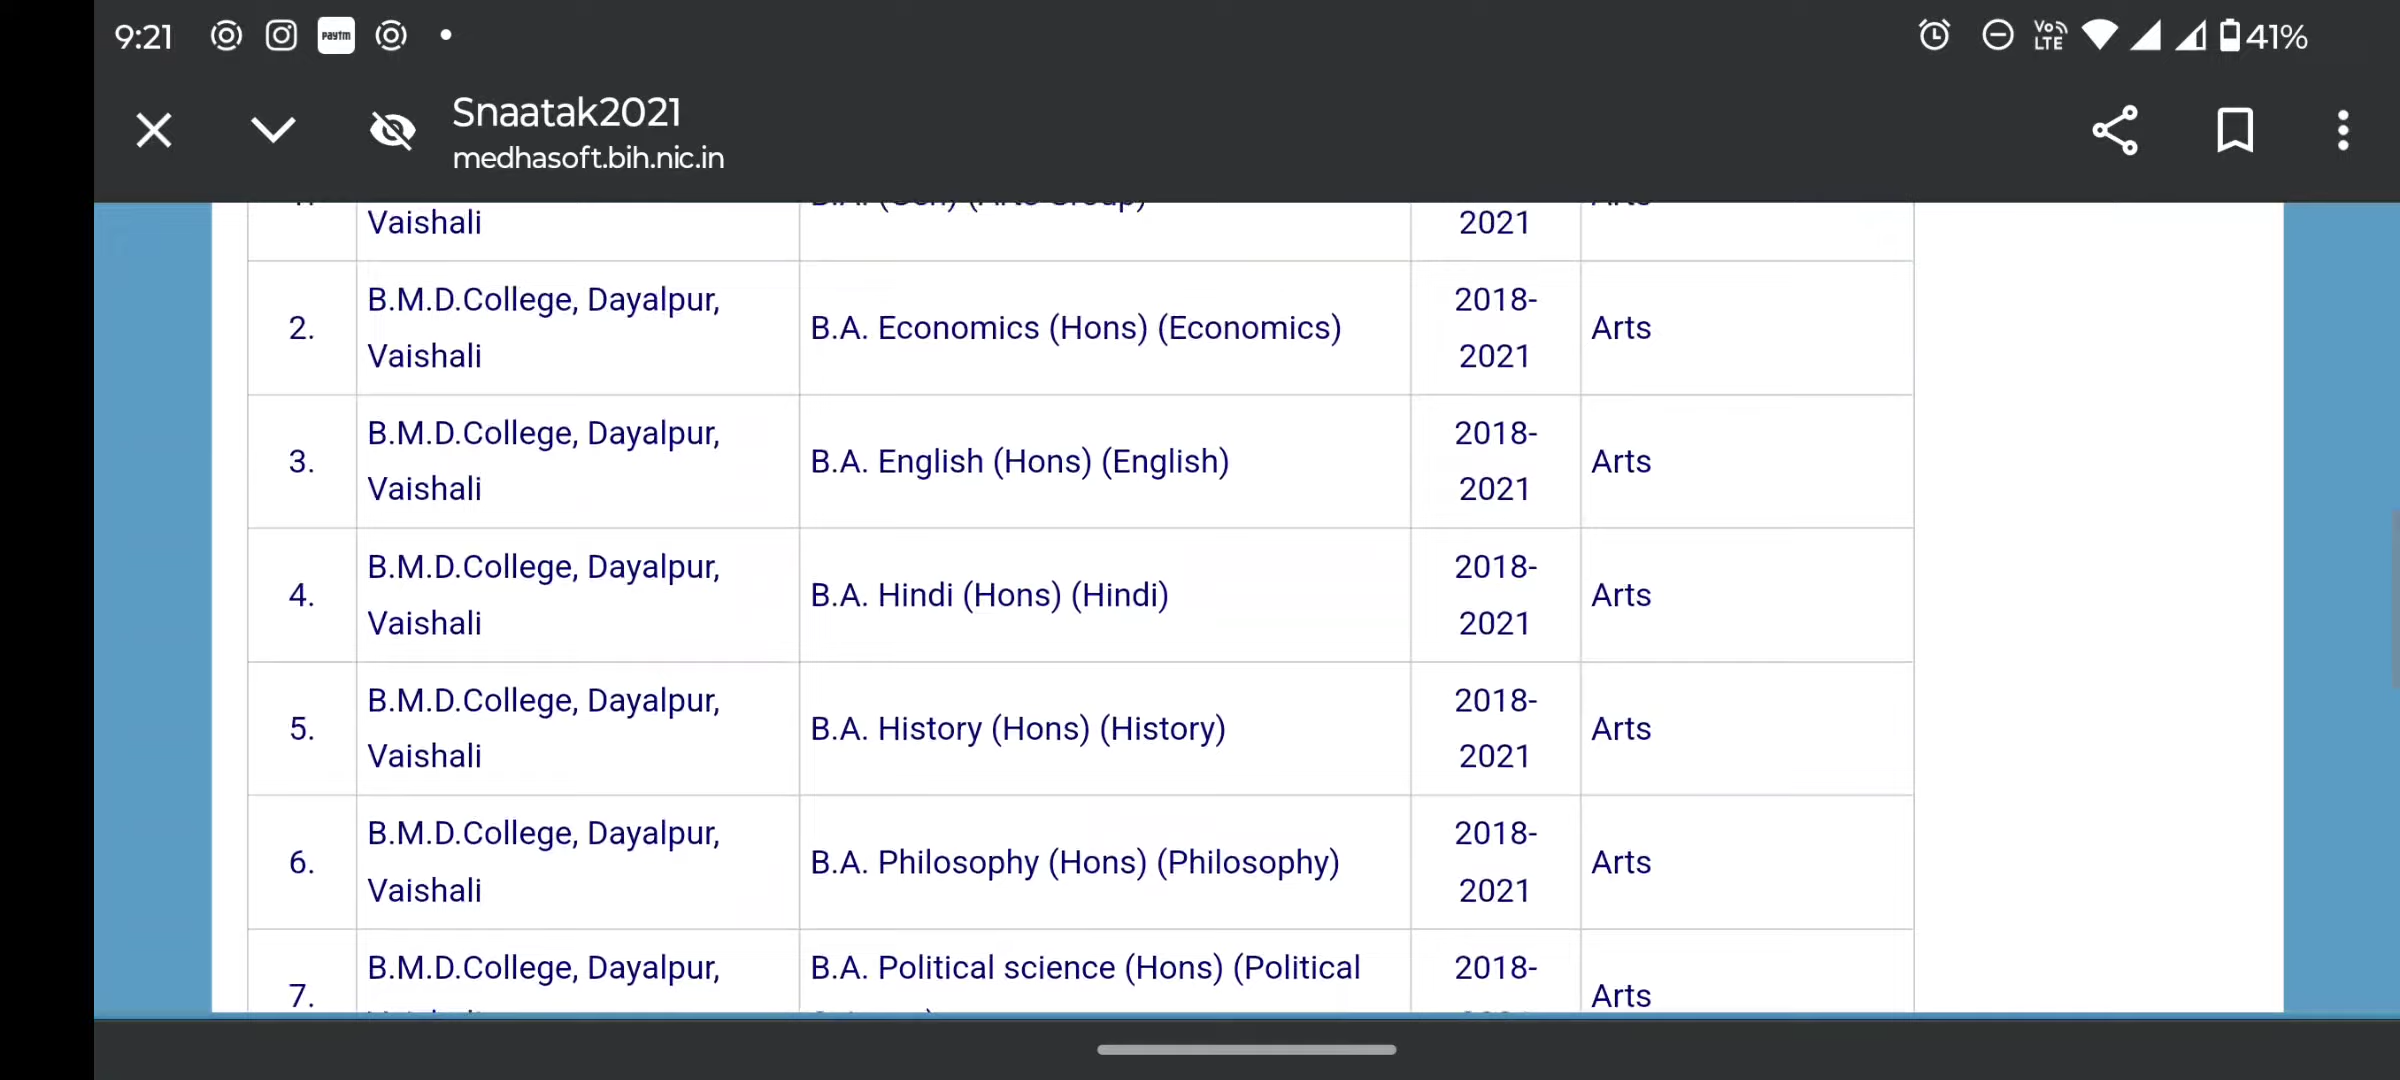 9:21 paytm Vo LTE 41%
Snaatak2021
medhasoft.bih.nic.in
Vaishali 2021
2. B.M.D.College, Dayalpur, Vaishali B.A. Economics (Hons) (Economics) 2018-2021 Arts
3. B.M.D.College, Dayalpur, Vaishali B.A. English (Hons) (English) 2018-2021 Arts
4. B.M.D.College, Dayalpur, Vaishali B.A. Hindi (Hons) (Hindi) 2018-2021 Arts
5. B.M.D.College, Dayalpur, Vaishali B.A. History (Hons) (History) 2018-2021 Arts
6. B.M.D.College, Dayalpur, Vaishali B.A. Philosophy (Hons) (Philosophy) 2018-2021 Arts
7. B.M.D.College, Dayalpur, B.A. Political science (Hons) (Political 2018- Arts